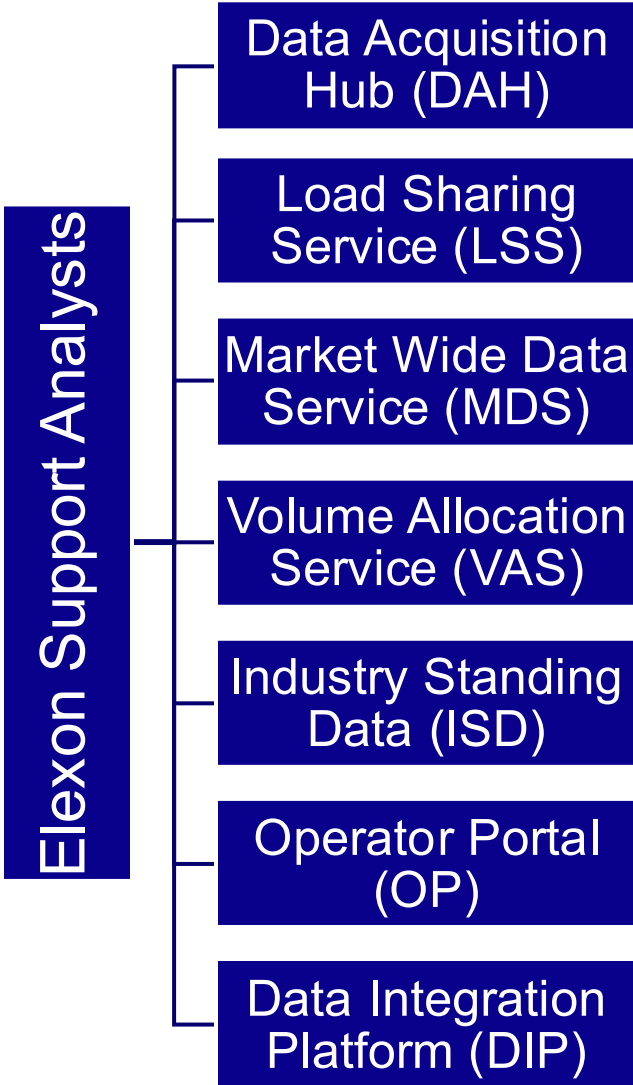 Elexon Support Analysts
Data Acquisition
Hub (DAH)
Load Sharing
Service (LSS)
Market Wide Data
Service (MDS)
Volume Allocation
Service (VAS)
Industry Standing
Data (ISD)
Operator Portal
(OP)
Data Integration
Platform (DIP)